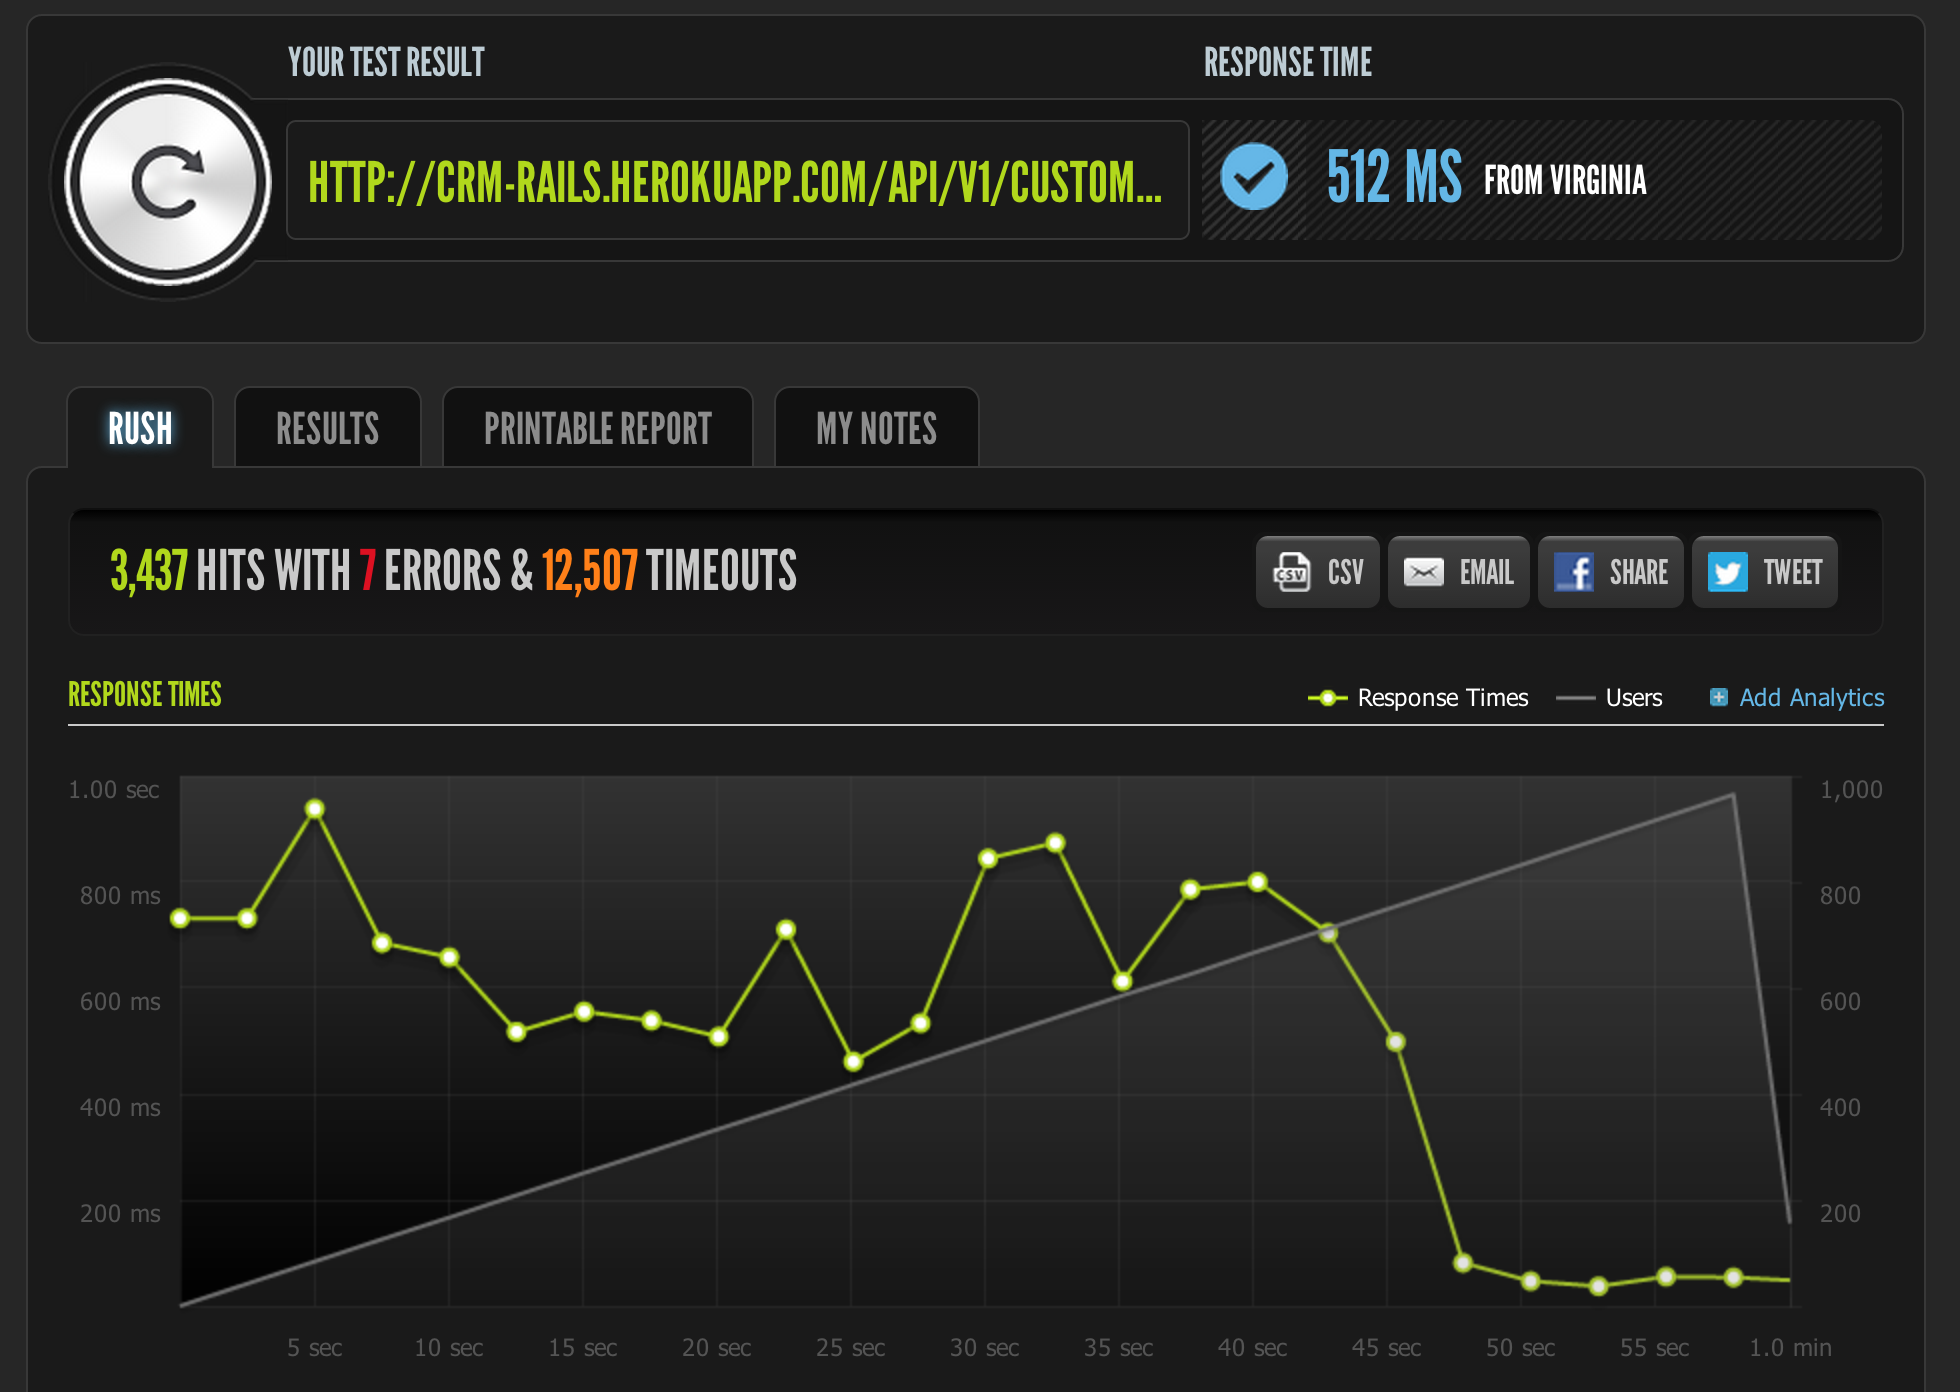 YOUR TEST RESULT
RESPONSE TIME
HTTP://CRM-RAILS.HEROKUAPP.COM/API/V1/CUSTOM...
512 MS FROM VIRGINIA
RUSH
RESULTS
PRINTABLE REPORT
MY NOTES
3,437 HITS WITH 7 ERRORS & 12,507 TIMEOUTS
CSV
CSV
EMAIL
f
SHARE
TWEET
RESPONSE TIMES
Response Times
Users
Add Analytics
1.00 sec
1,000
800 ms
800
600 ms
600
400 ms
400
200 ms
200
5 sec
10 sec
15 sec
20 sec
25 sec
30 sec
35 sec
40 sec
45 sec
50 sec
55 sec
1.0 min